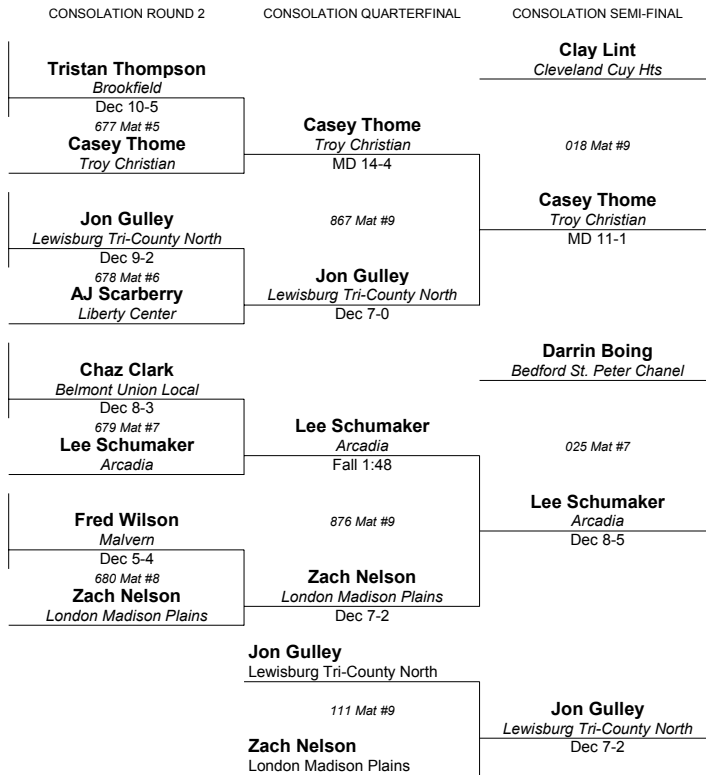 CONSOLATION ROUND 2
CONSOLATION QUARTERFINAL
CONSOLATION SEMI-FINAL
Tristan Thompson
Brookfield
Dec 10-5
677 Mat #5
Casey Thome
Troy Christian
Jon Gulley
Lewisburg Tri-County North
Dec 9-2
678 Mat #6
AJ Scarberry
Liberty Center
Chaz Clark
Belmont Union Local
Dec 8-3
679 Mat #7
Lee Schumaker
Arcadia
Fred Wilson
Malvern
Dec 5-4
680 Mat #8
Zach Nelson
London Madison Plains
Casey Thome
Troy Christian
MD 14-4
867 Mat #9
Jon Gulley
Lewisburg Tri-County North
Dec 7-0
Lee Schumaker
Arcadia
Fall 1:48
876 Mat #9
Zach Nelson
London Madison Plains
Dec 7-2
Clay Lint
Cleveland Cuy Hts
018 Mat #9
Casey Thome
Troy Christian
MD 11-1
Darrin Boing
Bedford St. Peter Chanel
025 Mat #7
Lee Schumaker
Arcadia
Dec 8-5
Jon Gulley
Lewisburg Tri-County North
111 Mat #9
Zach Nelson
London Madison Plains
Jon Gulley
Lewisburg Tri-County North
Dec 7-2